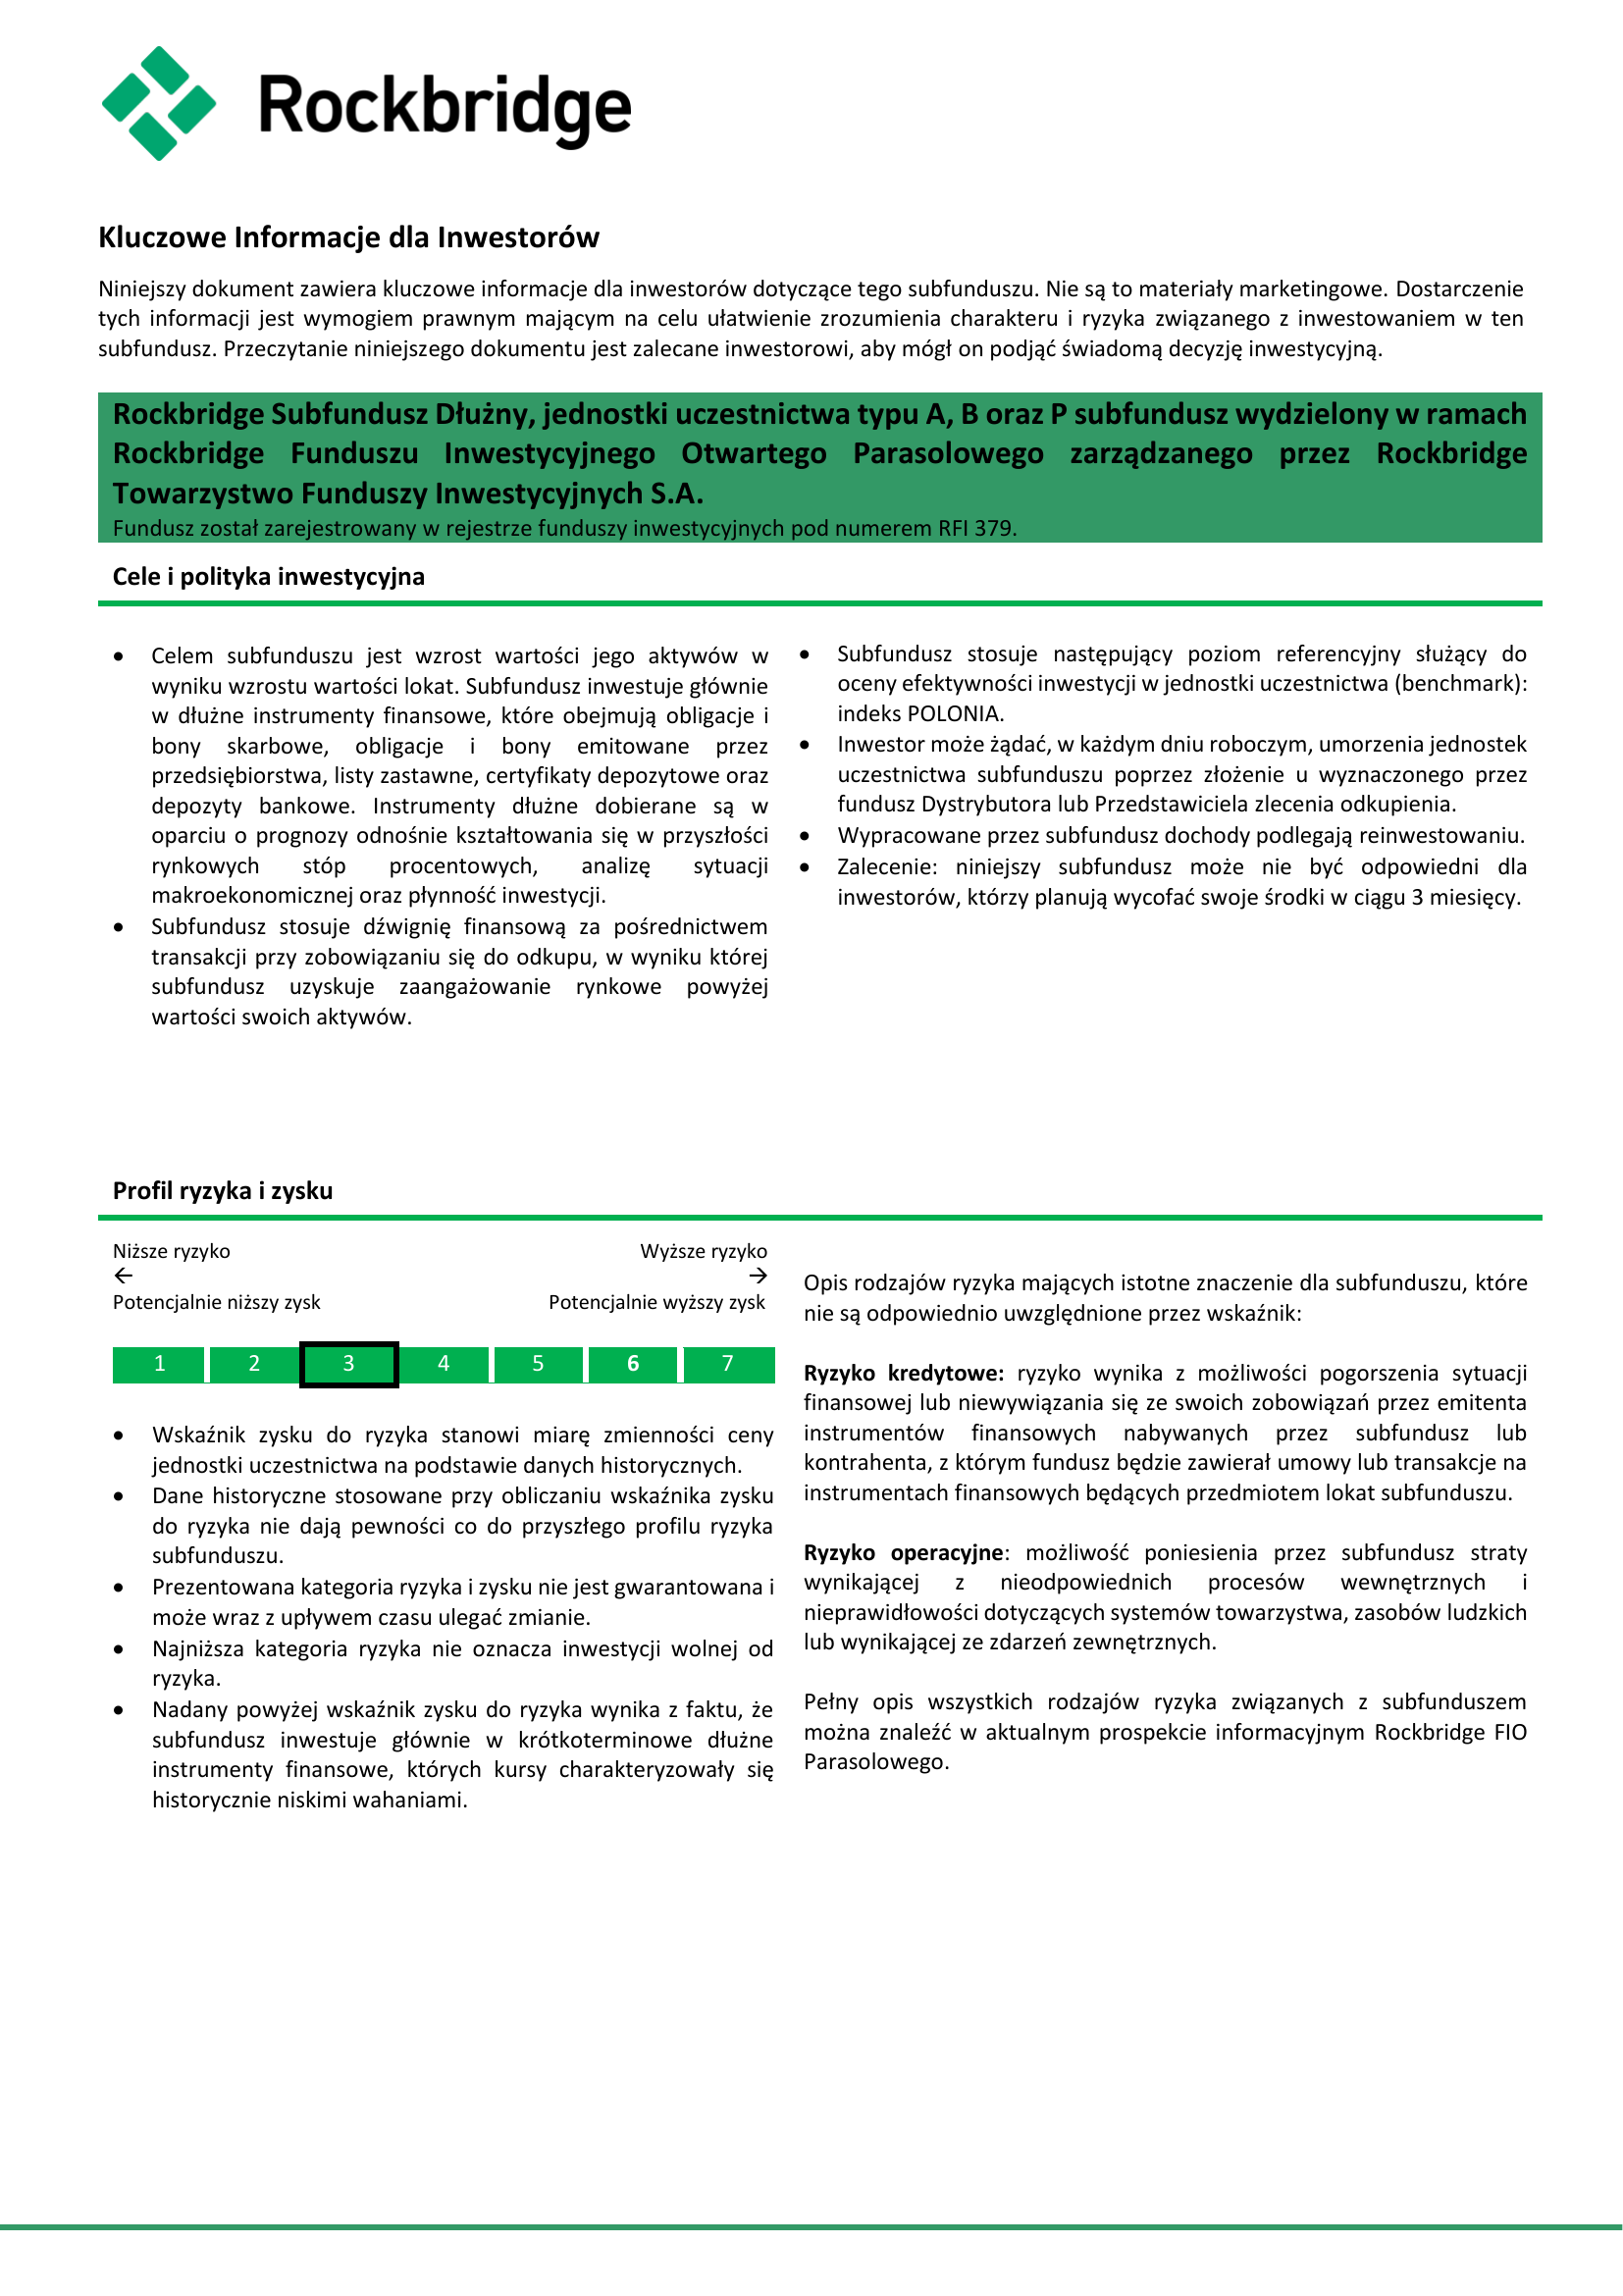 Rockbridge
Kluczowe Informacje dla Inwestorów
Niniejszy dokument zawiera kluczowe informacje dla inwestorów dotyczące tego subfunduszu. Nie są to materiały marketingowe. Dostarczenie
tych informacji jest wymogiem prawnym mającym na celu ułatwienie zrozumienia charakteru i ryzyka związanego z inwestowaniem w ten
subfundusz. Przeczytanie niniejszego dokumentu jest zalecane inwestorowi, aby mógł on podjąć świadomą decyzję inwestycyjną.
Rockbridge Subfundusz Dłużny, jednostki uczestnictwa typu A, B oraz P subfundusz wydzielony w ramach
Rockbridge Funduszu Inwestycyjnego Otwartego Parasolowego zarządzanego przez Rockbridge
Towarzystwo Funduszy Inwestycyjnych S.A.
Fundusz został zarejestrowany w rejestrze funduszy inwestycyjnych pod numerem RFI 379.
Cele i polityka inwestycyjna
• Celem subfunduszu jest wzrost wartości jego aktywów w
wyniku wzrostu wartości lokat. Subfundusz inwestuje głównie
w dłużne instrumenty finansowe, które obejmują obligacje i
bony skarbowe, obligacje i bony emitowane przez
przedsiębiorstwa, listy zastawne, certyfikaty depozytowe oraz
depozyty bankowe. Instrumenty dłużne dobierane są w
oparciu o prognozy odnośnie kształtowania się w przyszłości
rynkowych stóp procentowych, analizę sytuacji
makroekonomicznej oraz płynność inwestycji.
• Subfundusz stosuje dźwignię finansową za pośrednictwem
transakcji przy zobowiązaniu się do odkupu, w wyniku której
subfundusz uzyskuje zaangażowanie rynkowe powyżej
wartości swoich aktywów.
• Subfundusz stosuje następujący poziom referencyjny służący do
oceny efektywności inwestycji w jednostki uczestnictwa (benchmark):
indeks POLONIA.
• Inwestor może żądać, w każdym dniu roboczym, umorzenia jednostek
uczestnictwa subfunduszu poprzez złożenie u wyznaczonego przez
fundusz Dystrybutora lub Przedstawiciela zlecenia odkupienia.
• Wypracowane przez subfundusz dochody podlegają reinwestowaniu.
• Zalecenie: niniejszy subfundusz może nie być odpowiedni dla
inwestorów, którzy planują wycofać swoje środki w ciągu 3 miesięcy.
Profil ryzyka i zysku
Niższe ryzyko Wyższe ryzyko
← →
Potencjalnie niższy zysk Potencjalnie wyższy zysk
1 2 3 4 5 6 7
• Wskaźnik zysku do ryzyka stanowi miarę zmienności ceny
jednostki uczestnictwa na podstawie danych historycznych.
• Dane historyczne stosowane przy obliczaniu wskaźnika zysku
do ryzyka nie dają pewności co do przyszłego profilu ryzyka
subfunduszu.
• Prezentowana kategoria ryzyka i zysku nie jest gwarantowana i
może wraz z upływem czasu ulegać zmianie.
• Najniższa kategoria ryzyka nie oznacza inwestycji wolnej od
ryzyka.
• Nadany powyżej wskaźnik zysku do ryzyka wynika z faktu, że
subfundusz inwestuje głównie w krótkoterminowe dłużne
instrumenty finansowe, których kursy charakteryzowały się
historycznie niskimi wahaniami.
Opis rodzajów ryzyka mających istotne znaczenie dla subfunduszu, które
nie są odpowiednio uwzględnione przez wskaźnik:
Ryzyko kredytowe: ryzyko wynika z możliwości pogorszenia sytuacji
finansowej lub niewywiązania się ze swoich zobowiązań przez emitenta
instrumentów finansowych nabywanych przez subfundusz lub
kontrahenta, z którym fundusz będzie zawierał umowy lub transakcje na
instrumentach finansowych będących przedmiotem lokat subfunduszu.
Ryzyko operacyjne: możliwość poniesienia przez subfundusz straty
wynikającej z nieodpowiednich procesów wewnętrznych i
nieprawidłowości dotyczących systemów towarzystwa, zasobów ludzkich
lub wynikającej ze zdarzeń zewnętrznych.
Pełny opis wszystkich rodzajów ryzyka związanych z subfunduszem
można znaleźć w aktualnym prospekcie informacyjnym Rockbridge FIO
Parasolowego.